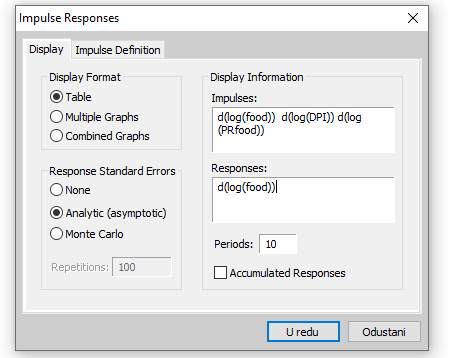 Impulse Responses
Display
Impulse Definition
Display Format
Table
Multiple Graphs
Combined Graphs
Response Standard Errors
None
Analytic (asymptotic)
Monte Carlo
Repetitions: 100
Display Information
Impulses:
d(log(food))  d(log(DPI)) d(log
(PRfood))
Responses:
d(log(food))
Periods: 10
Accumulated Responses
U redu
Odustani